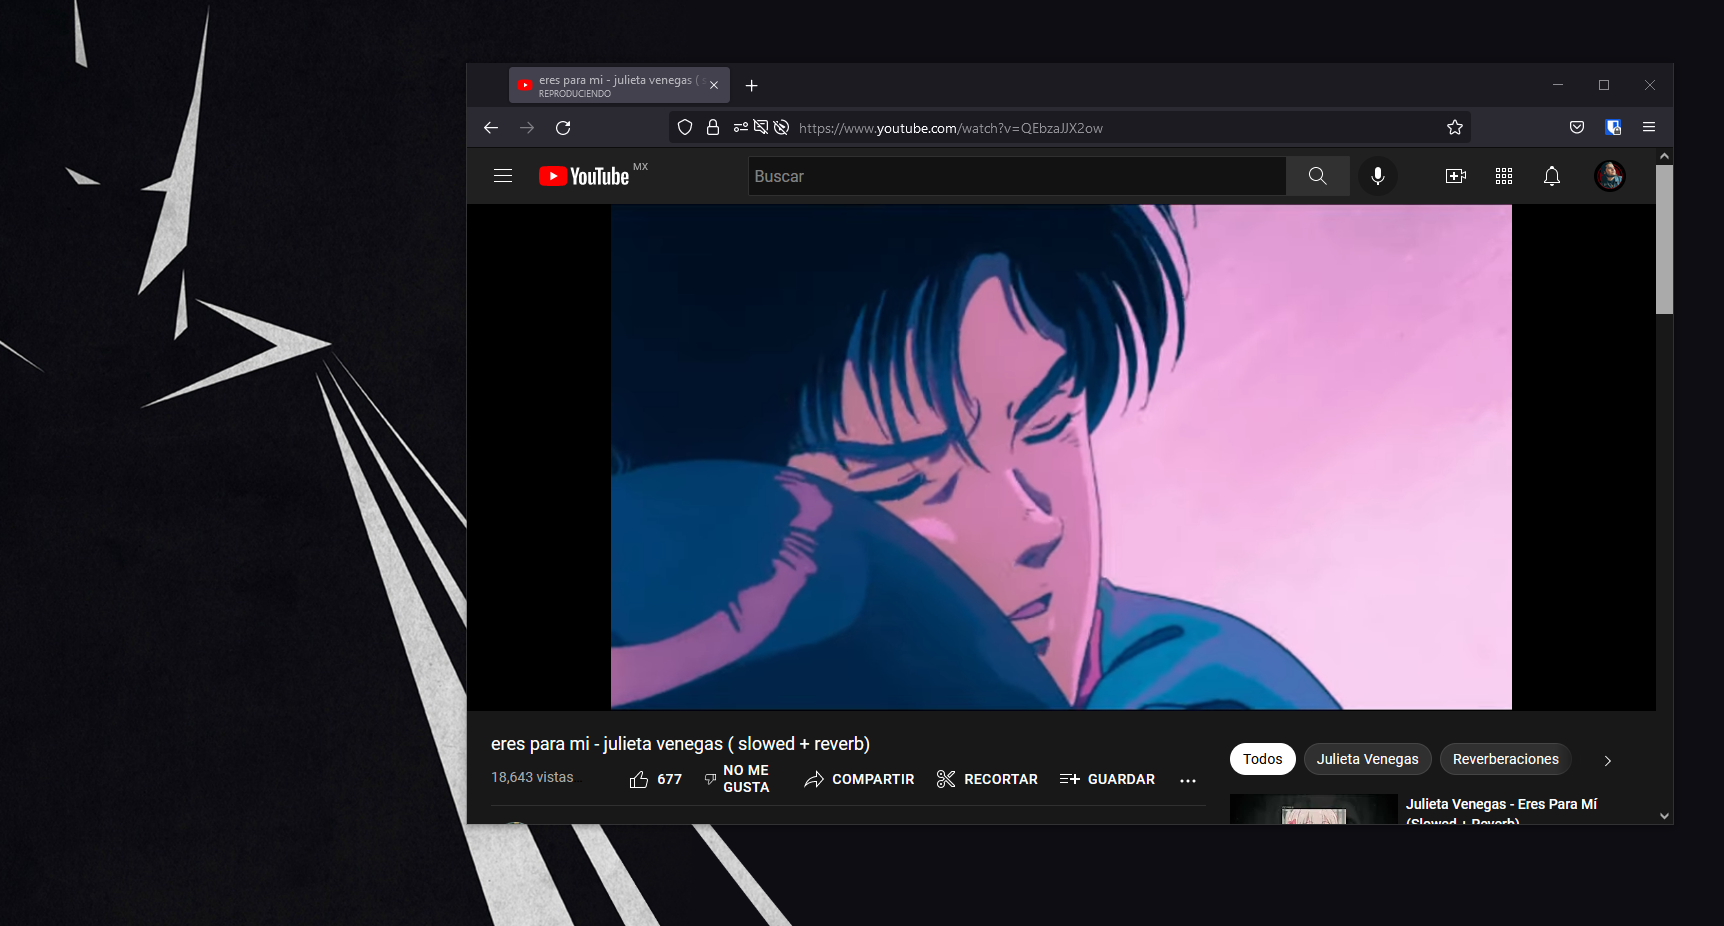 eres para mi - julieta venegas ( s
REPRODUCIENDO
https://www.youtube.com/watch?v=QEbzaJJX2ow
YouTube MX
Buscar
eres para mi - julieta venegas ( slowed + reverb)
18,643 vistas
677
NO ME
GUSTA
COMPARTIR
RECORTAR
GUARDAR
Todos
Julieta Venegas
Reverberaciones
Julieta Venegas - Eres Para Mí
(Slowed + Reverb)